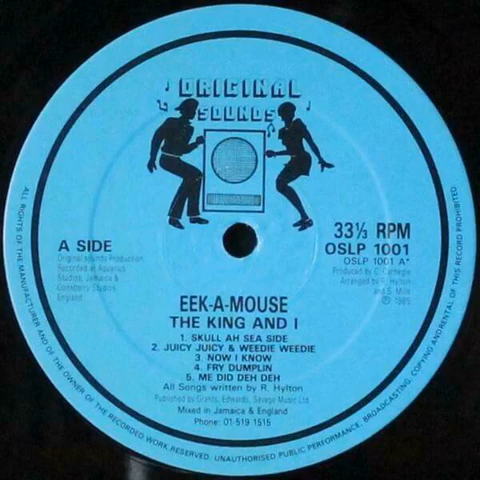 ORIGINAL
SOUNDS
A SIDE
Original sounds Production.
Recorded at Aquarius
Studios, Jamaica &
Conisberry Studios
England
33⅓ RPM
OSLP 1001
OSLP 1001 A*
Produced by C. Carnegie
Arranged by R. Hylton
and S. Mills
℗ 1985
EEK-A-MOUSE
THE KING AND I
1. SKULL AH SEA SIDE
2. JUICY JUICY & WEEDIE WEEDIE
3. NOW I KNOW
4. FRY DUMPLIN
5. ME DID DEH DEH
All Songs written by R. Hylton
Published by Grants, Edwards, Savage Music Ltd.
Mixed in Jamaica & England
Phone: 01-519 1515
ALL RIGHTS OF THE MANUFACTURER AND OF THE OWNER OF THE RECORDED WORK RESERVED. UNAUTHORISED PUBLIC PERFORMANCE, BROADCASTING, COPYING AND RENTAL OF THIS RECORD PROHIBITED.